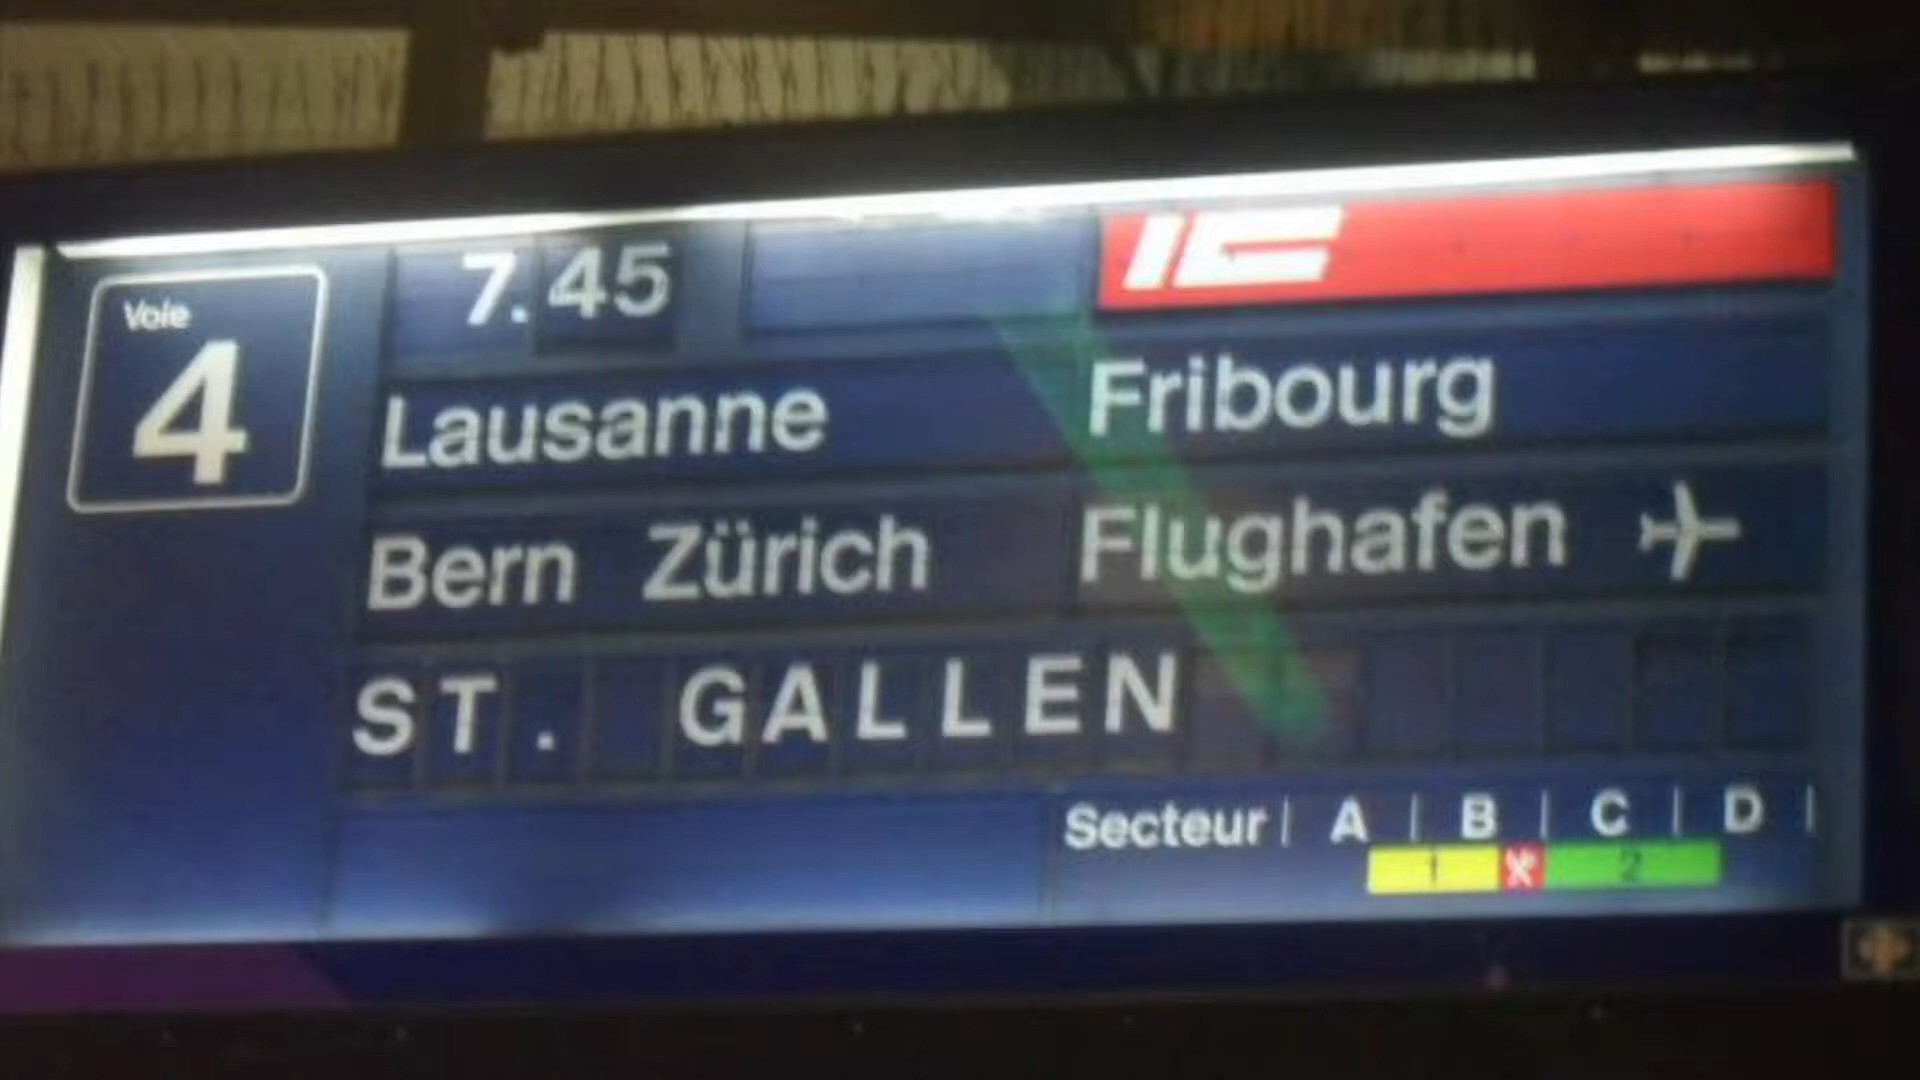 7.45 IC
Voie
4
Lausanne Fribourg
Bern Zürich Flughafen
ST. GALLEN
Secteur | A | B | C | D |
1 2